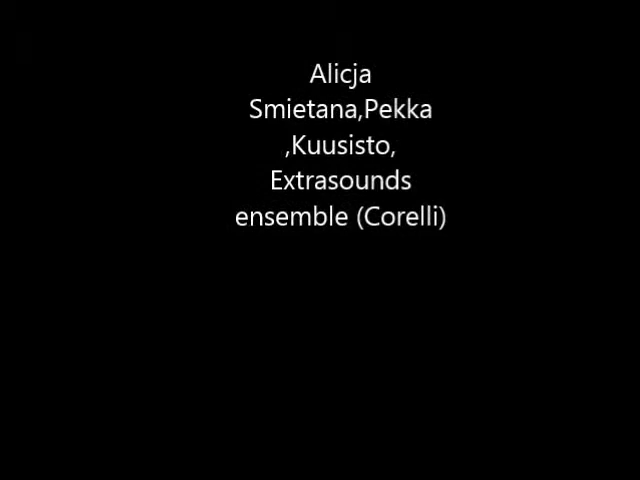 Alicja
Smietana,Pekka
,Kuusisto,
Extrasounds
ensemble (Corelli)